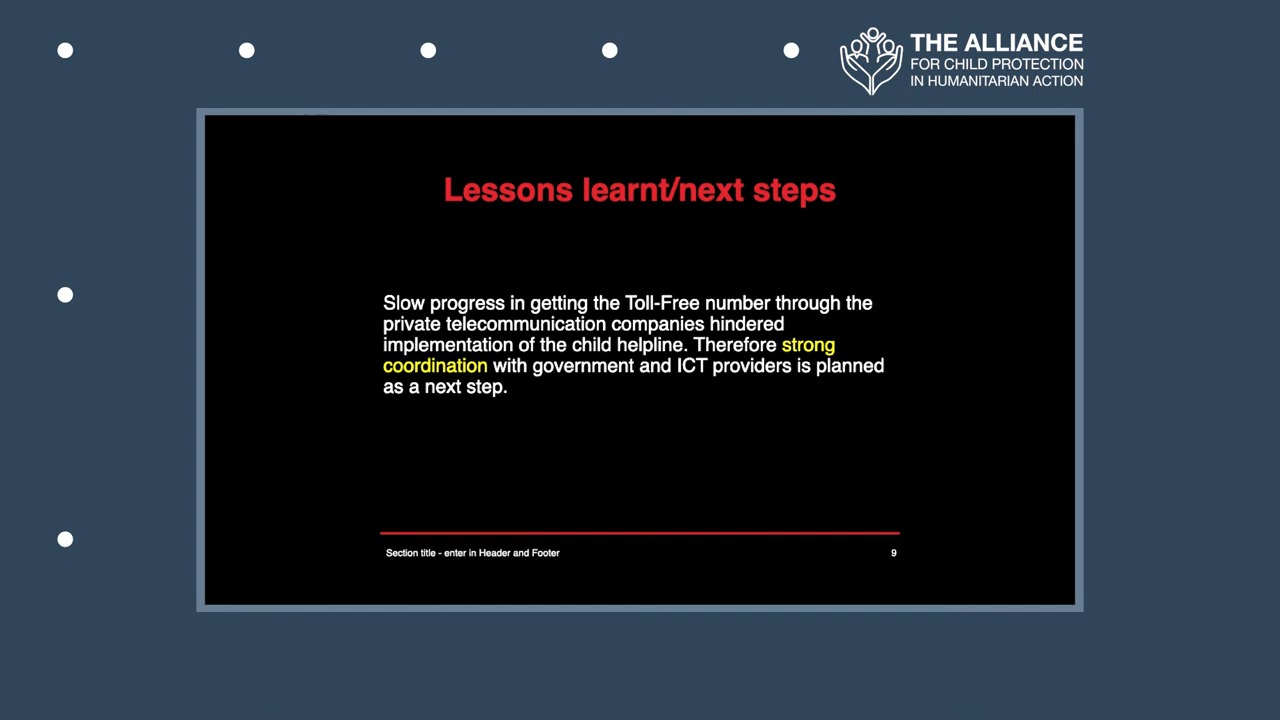 THE ALLIANCE
FOR CHILD PROTECTION
IN HUMANITARIAN ACTION
Lessons learnt/next steps
Slow progress in getting the Toll-Free number through the
private telecommunication companies hindered
implementation of the child helpline. Therefore strong
coordination with government and ICT providers is planned
as a next step.
Section title - enter in Header and Footer
9